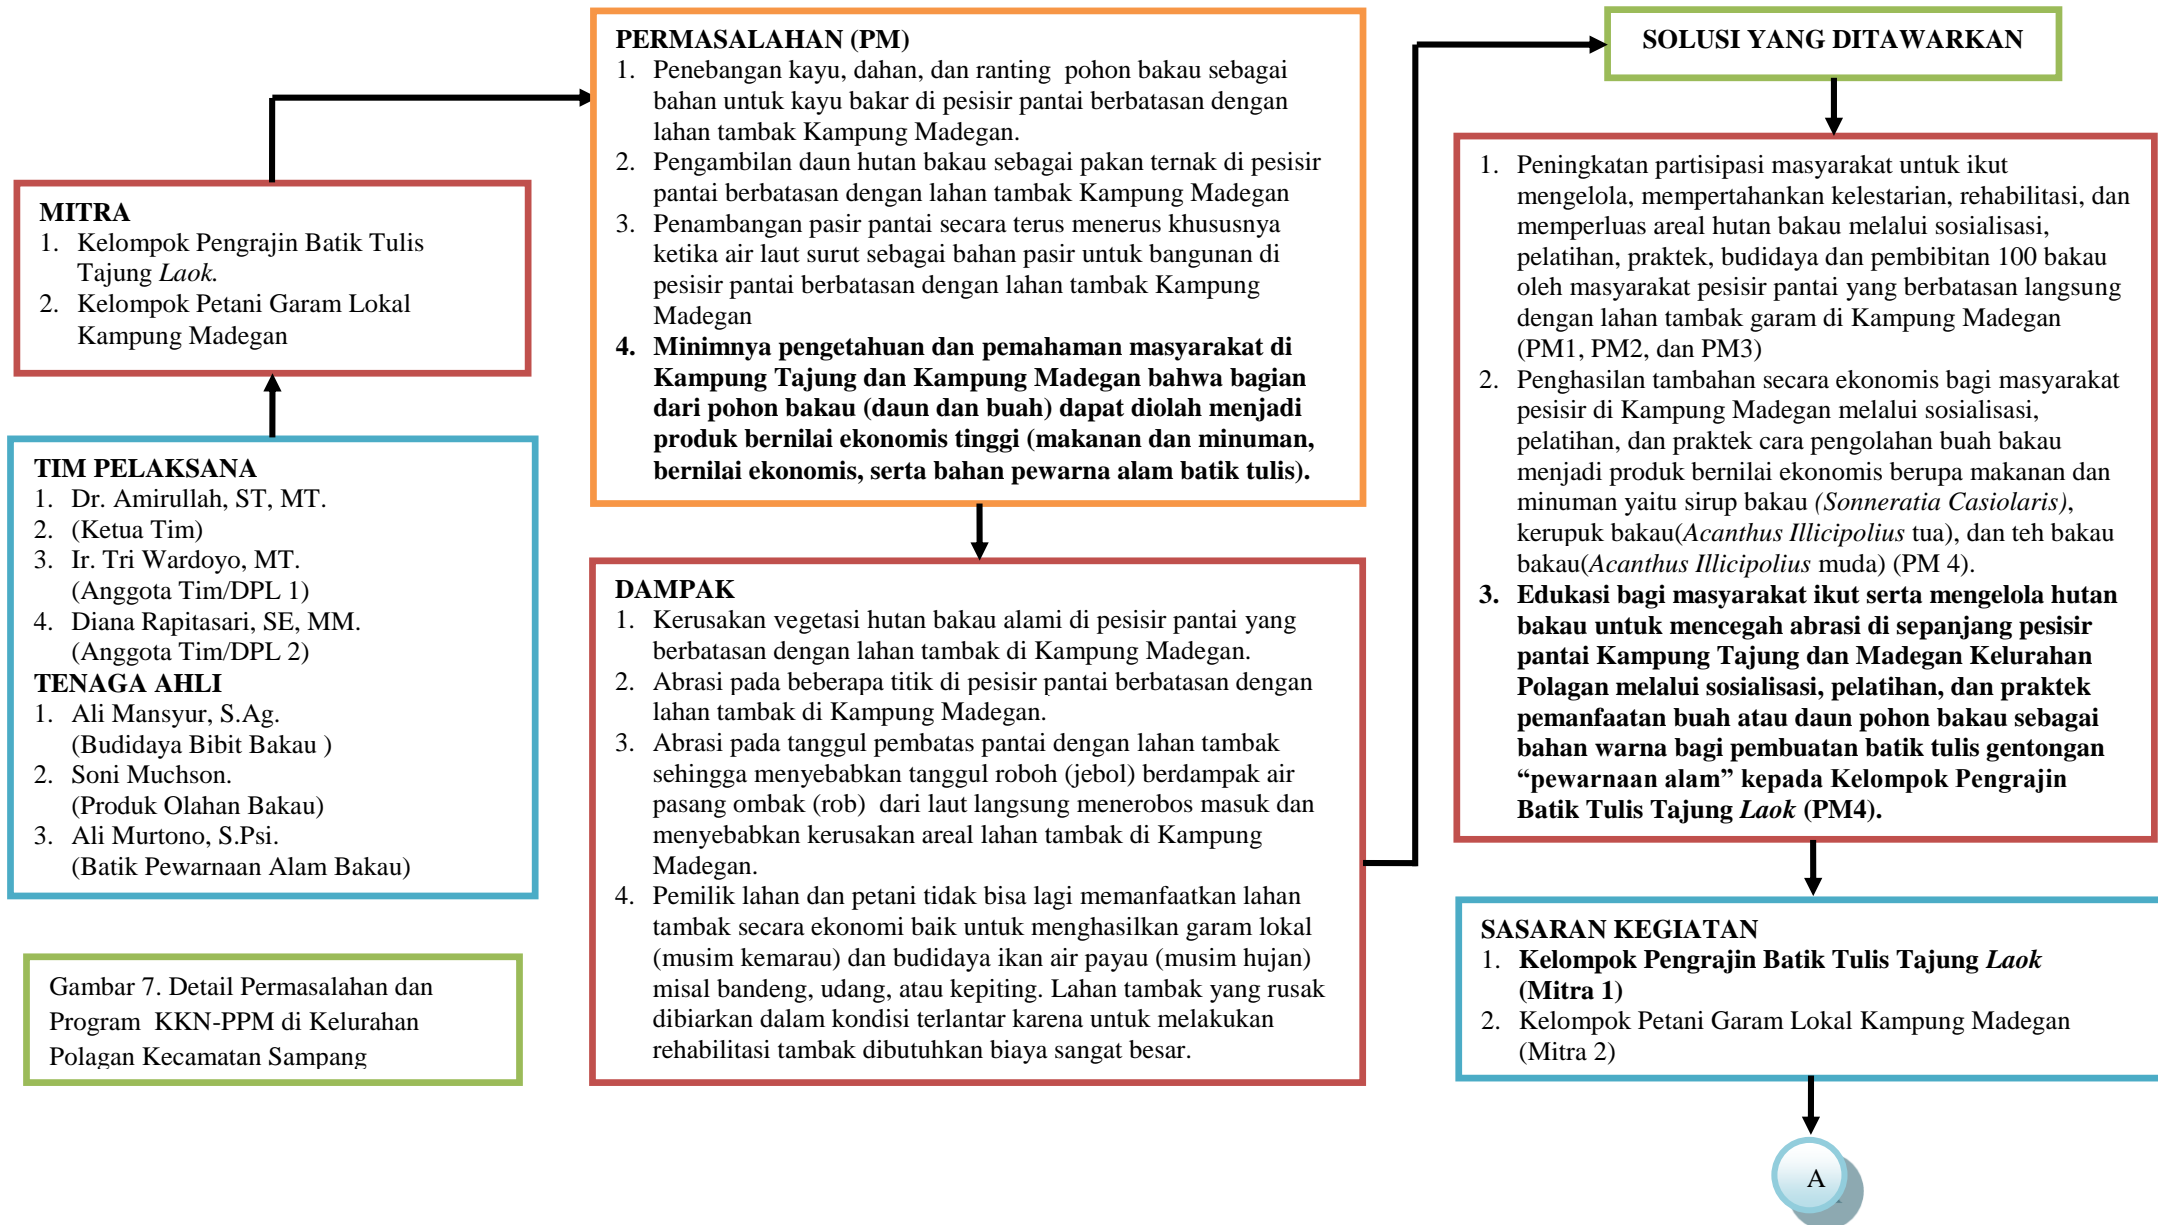 MITRA
1. Kelompok Pengrajin Batik Tulis
Tajung Laok.
2. Kelompok Petani Garam Lokal
Kampung Madegan
TIM PELAKSANA
1. Dr. Amirullah, ST, MT.
2. (Ketua Tim)
3. Ir. Tri Wardoyo, MT.
(Anggota Tim/DPL 1)
4. Diana Rapitasari, SE, MM.
(Anggota Tim/DPL 2)
TENAGA AHLI
1. Ali Mansyur, S.Ag.
(Budidaya Bibit Bakau )
2. Soni Muchson.
(Produk Olahan Bakau)
3. Ali Murtono, S.Psi.
(Batik Pewarnaan Alam Bakau)
Gambar 7. Detail Permasalahan dan
Program KKN-PPM di Kelurahan
Polagan Kecamatan Sampang
PERMASALAHAN (PM)
1. Penebangan kayu, dahan, dan ranting pohon bakau sebagai
bahan untuk kayu bakar di pesisir pantai berbatasan dengan
lahan tambak Kampung Madegan.
2. Pengambilan daun hutan bakau sebagai pakan ternak di pesisir
pantai berbatasan dengan lahan tambak Kampung Madegan
3. Penambangan pasir pantai secara terus menerus khususnya
ketika air laut surut sebagai bahan pasir untuk bangunan di
pesisir pantai berbatasan dengan lahan tambak Kampung
Madegan
4. Minimnya pengetahuan dan pemahaman masyarakat di
Kampung Tajung dan Kampung Madegan bahwa bagian
dari pohon bakau (daun dan buah) dapat diolah menjadi
produk bernilai ekonomis tinggi (makanan dan minuman,
bernilai ekonomis, serta bahan pewarna alam batik tulis).
DAMPAK
1. Kerusakan vegetasi hutan bakau alami di pesisir pantai yang
berbatasan dengan lahan tambak di Kampung Madegan.
2. Abrasi pada beberapa titik di pesisir pantai berbatasan dengan
lahan tambak di Kampung Madegan.
3. Abrasi pada tanggul pembatas pantai dengan lahan tambak
sehingga menyebabkan tanggul roboh (jebol) berdampak air
pasang ombak (rob) dari laut langsung menerobos masuk dan
menyebabkan kerusakan areal lahan tambak di Kampung
Madegan.
4. Pemilik lahan dan petani tidak bisa lagi memanfaatkan lahan
tambak secara ekonomi baik untuk menghasilkan garam lokal
(musim kemarau) dan budidaya ikan air payau (musim hujan)
misal bandeng, udang, atau kepiting. Lahan tambak yang rusak
dibiarkan dalam kondisi terlantar karena untuk melakukan
rehabilitasi tambak dibutuhkan biaya sangat besar.
SOLUSI YANG DITAWARKAN
1. Peningkatan partisipasi masyarakat untuk ikut
mengelola, mempertahankan kelestarian, rehabilitasi, dan
memperluas areal hutan bakau melalui sosialisasi,
pelatihan, praktek, budidaya dan pembibitan 100 bakau
oleh masyarakat pesisir pantai yang berbatasan langsung
dengan lahan tambak garam di Kampung Madegan
(PM1, PM2, dan PM3)
2. Penghasilan tambahan secara ekonomis bagi masyarakat
pesisir di Kampung Madegan melalui sosialisasi,
pelatihan, dan praktek cara pengolahan buah bakau
menjadi produk bernilai ekonomis berupa makanan dan
minuman yaitu sirup bakau (Sonneratia Casiolaris),
kerupuk bakau(Acanthus Illicipolius tua), dan teh bakau
bakau(Acanthus Illicipolius muda) (PM 4).
3. Edukasi bagi masyarakat ikut serta mengelola hutan
bakau untuk mencegah abrasi di sepanjang pesisir
pantai Kampung Tajung dan Madegan Kelurahan
Polagan melalui sosialisasi, pelatihan, dan praktek
pemanfaatan buah atau daun pohon bakau sebagai
bahan warna bagi pembuatan batik tulis gentongan
“pewarnaan alam” kepada Kelompok Pengrajin
Batik Tulis Tajung Laok (PM4).
SASARAN KEGIATAN
1. Kelompok Pengrajin Batik Tulis Tajung Laok
(Mitra 1)
2. Kelompok Petani Garam Lokal Kampung Madegan
(Mitra 2)
A